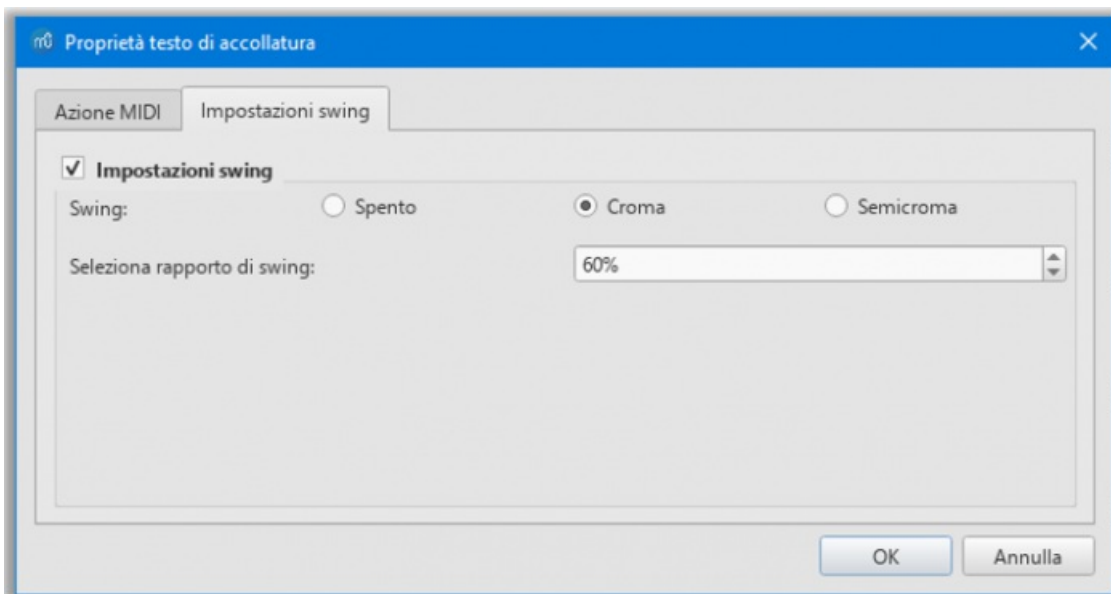 Proprietà testo di accollatura
Azione MIDI Impostazioni swing
Impostazioni swing
Swing: Spento Croma Semicroma
Seleziona rapporto di swing: 60%
OK Annulla